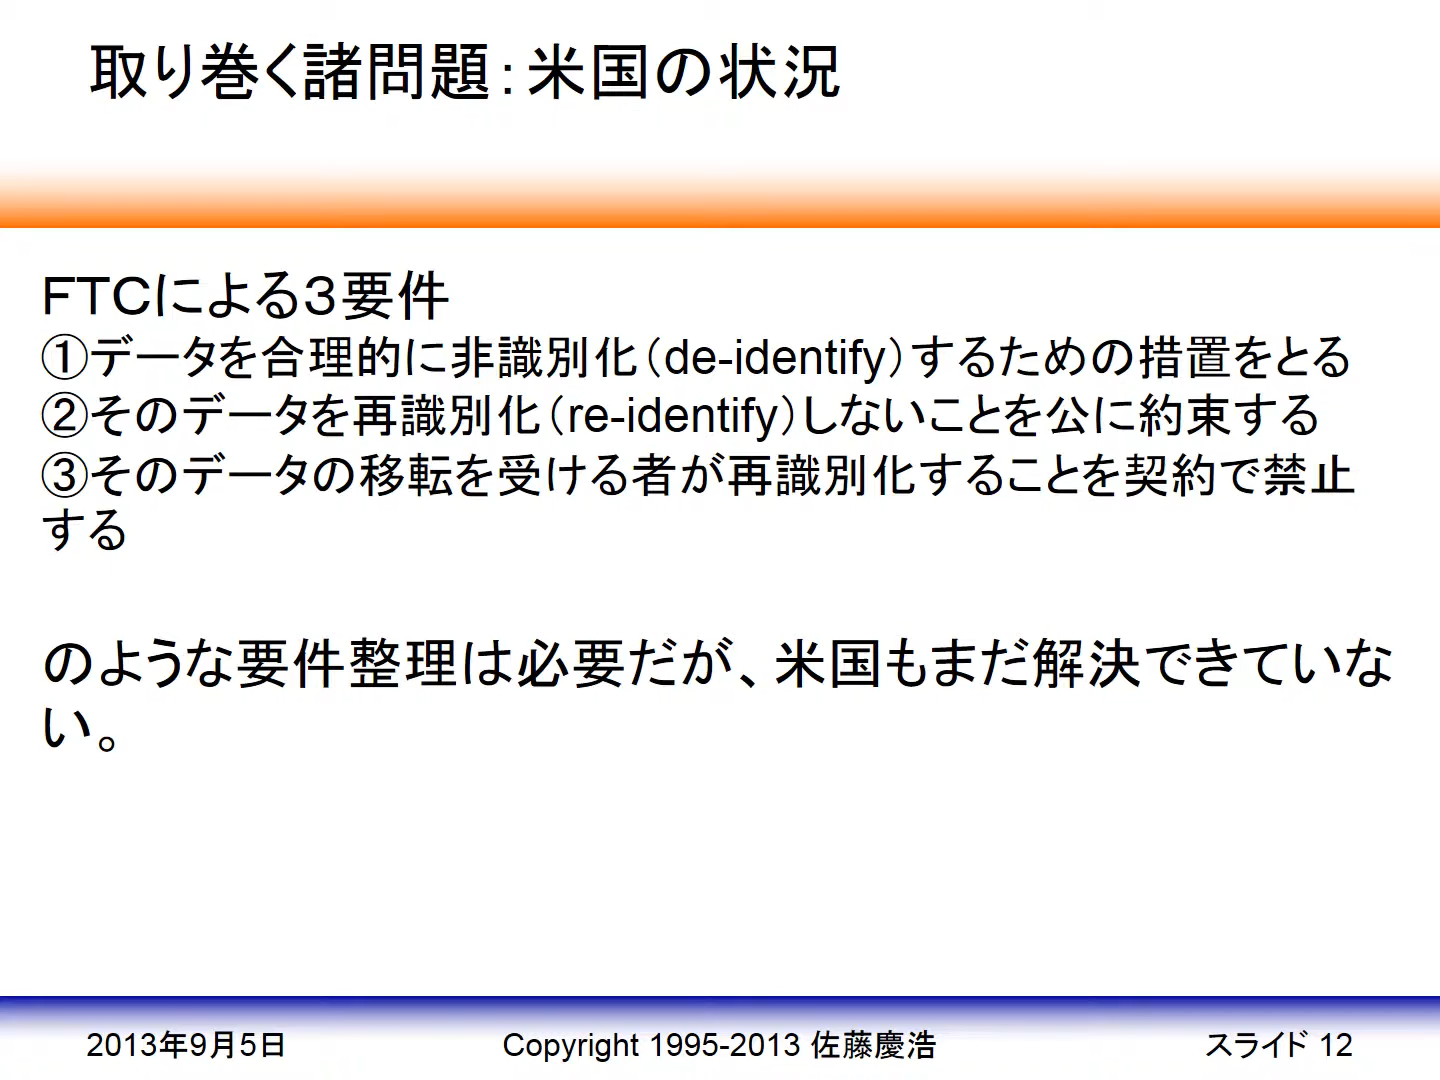 取り巻く諸問題：米国の状況
ＦＴＣによる３要件
①データを合理的に非識別化（de-identify）するための措置をとる
②そのデータを再識別化（re-identify）しないことを公に約束する
③そのデータの移転を受ける者が再識別化することを契約で禁止
する
のような要件整理は必要だが、米国もまだ解決できていな
い。
2013年9月5日
Copyright 1995-2013 佐藤慶浩
スライド 12